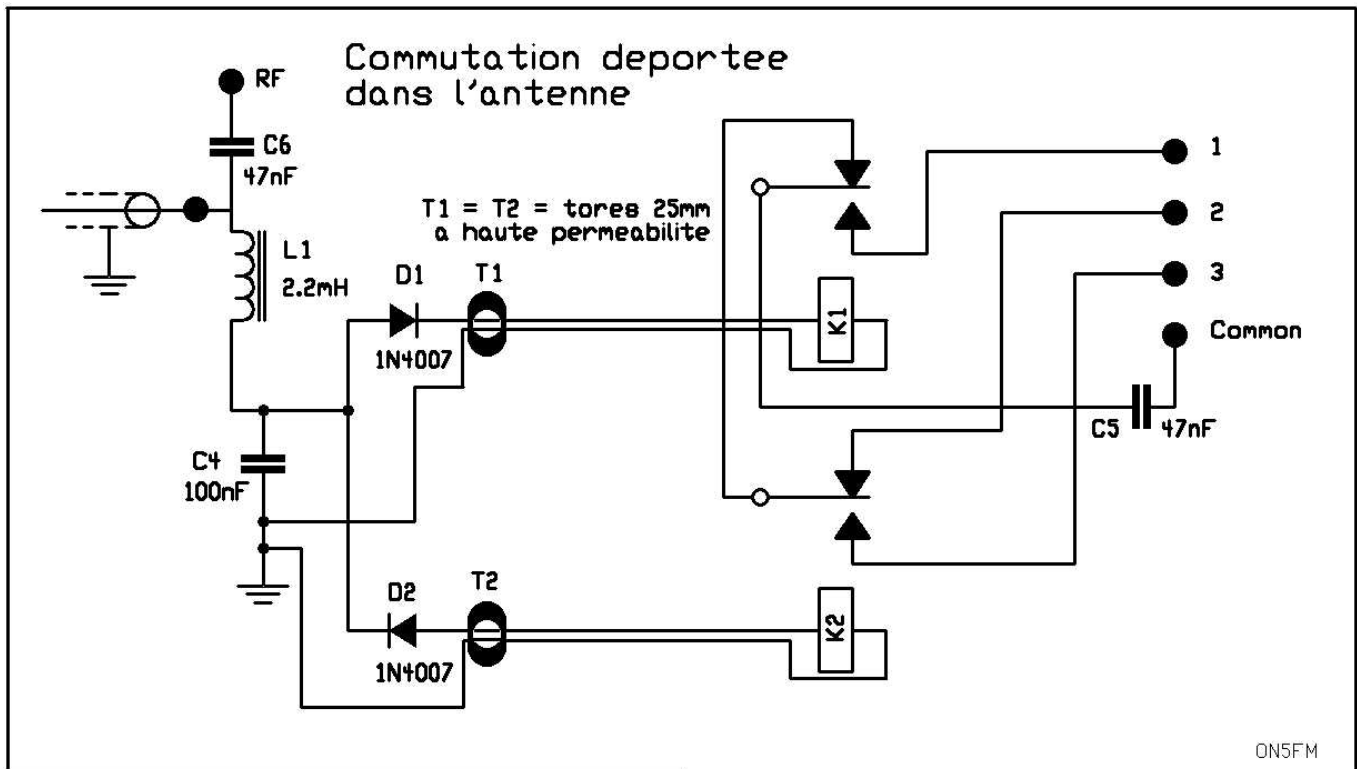 Commutation deportee
dans l'antenne
RF
C6
47nF
T1 = T2 = tores 25mm
a haute permeabilite
L1
2.2mH
D1
1N4007
T1
K1
1
2
3
Common
C5
47nF
C4
100nF
D2
1N4007
T2
K2
ON5FM